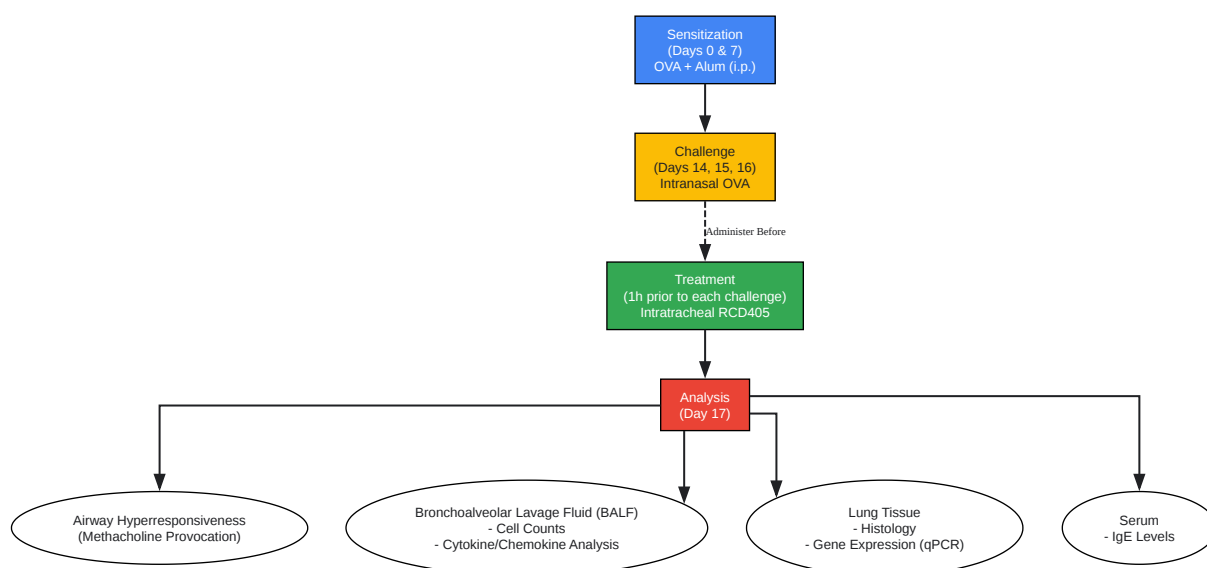 Sensitization
(Days 0 & 7)
OVA + Alum (i.p.)
Challenge
(Days 14, 15, 16)
Intranasal OVA
Administer Before
Treatment
(1h prior to each challenge)
Intratracheal RCD405
Analysis
(Day 17)
Airway Hyperresponsiveness
(Methacholine Provocation)
Bronchoalveolar Lavage Fluid (BALF)
- Cell Counts
- Cytokine/Chemokine Analysis
Lung Tissue
- Histology
- Gene Expression (qPCR)
Serum
- IgE Levels